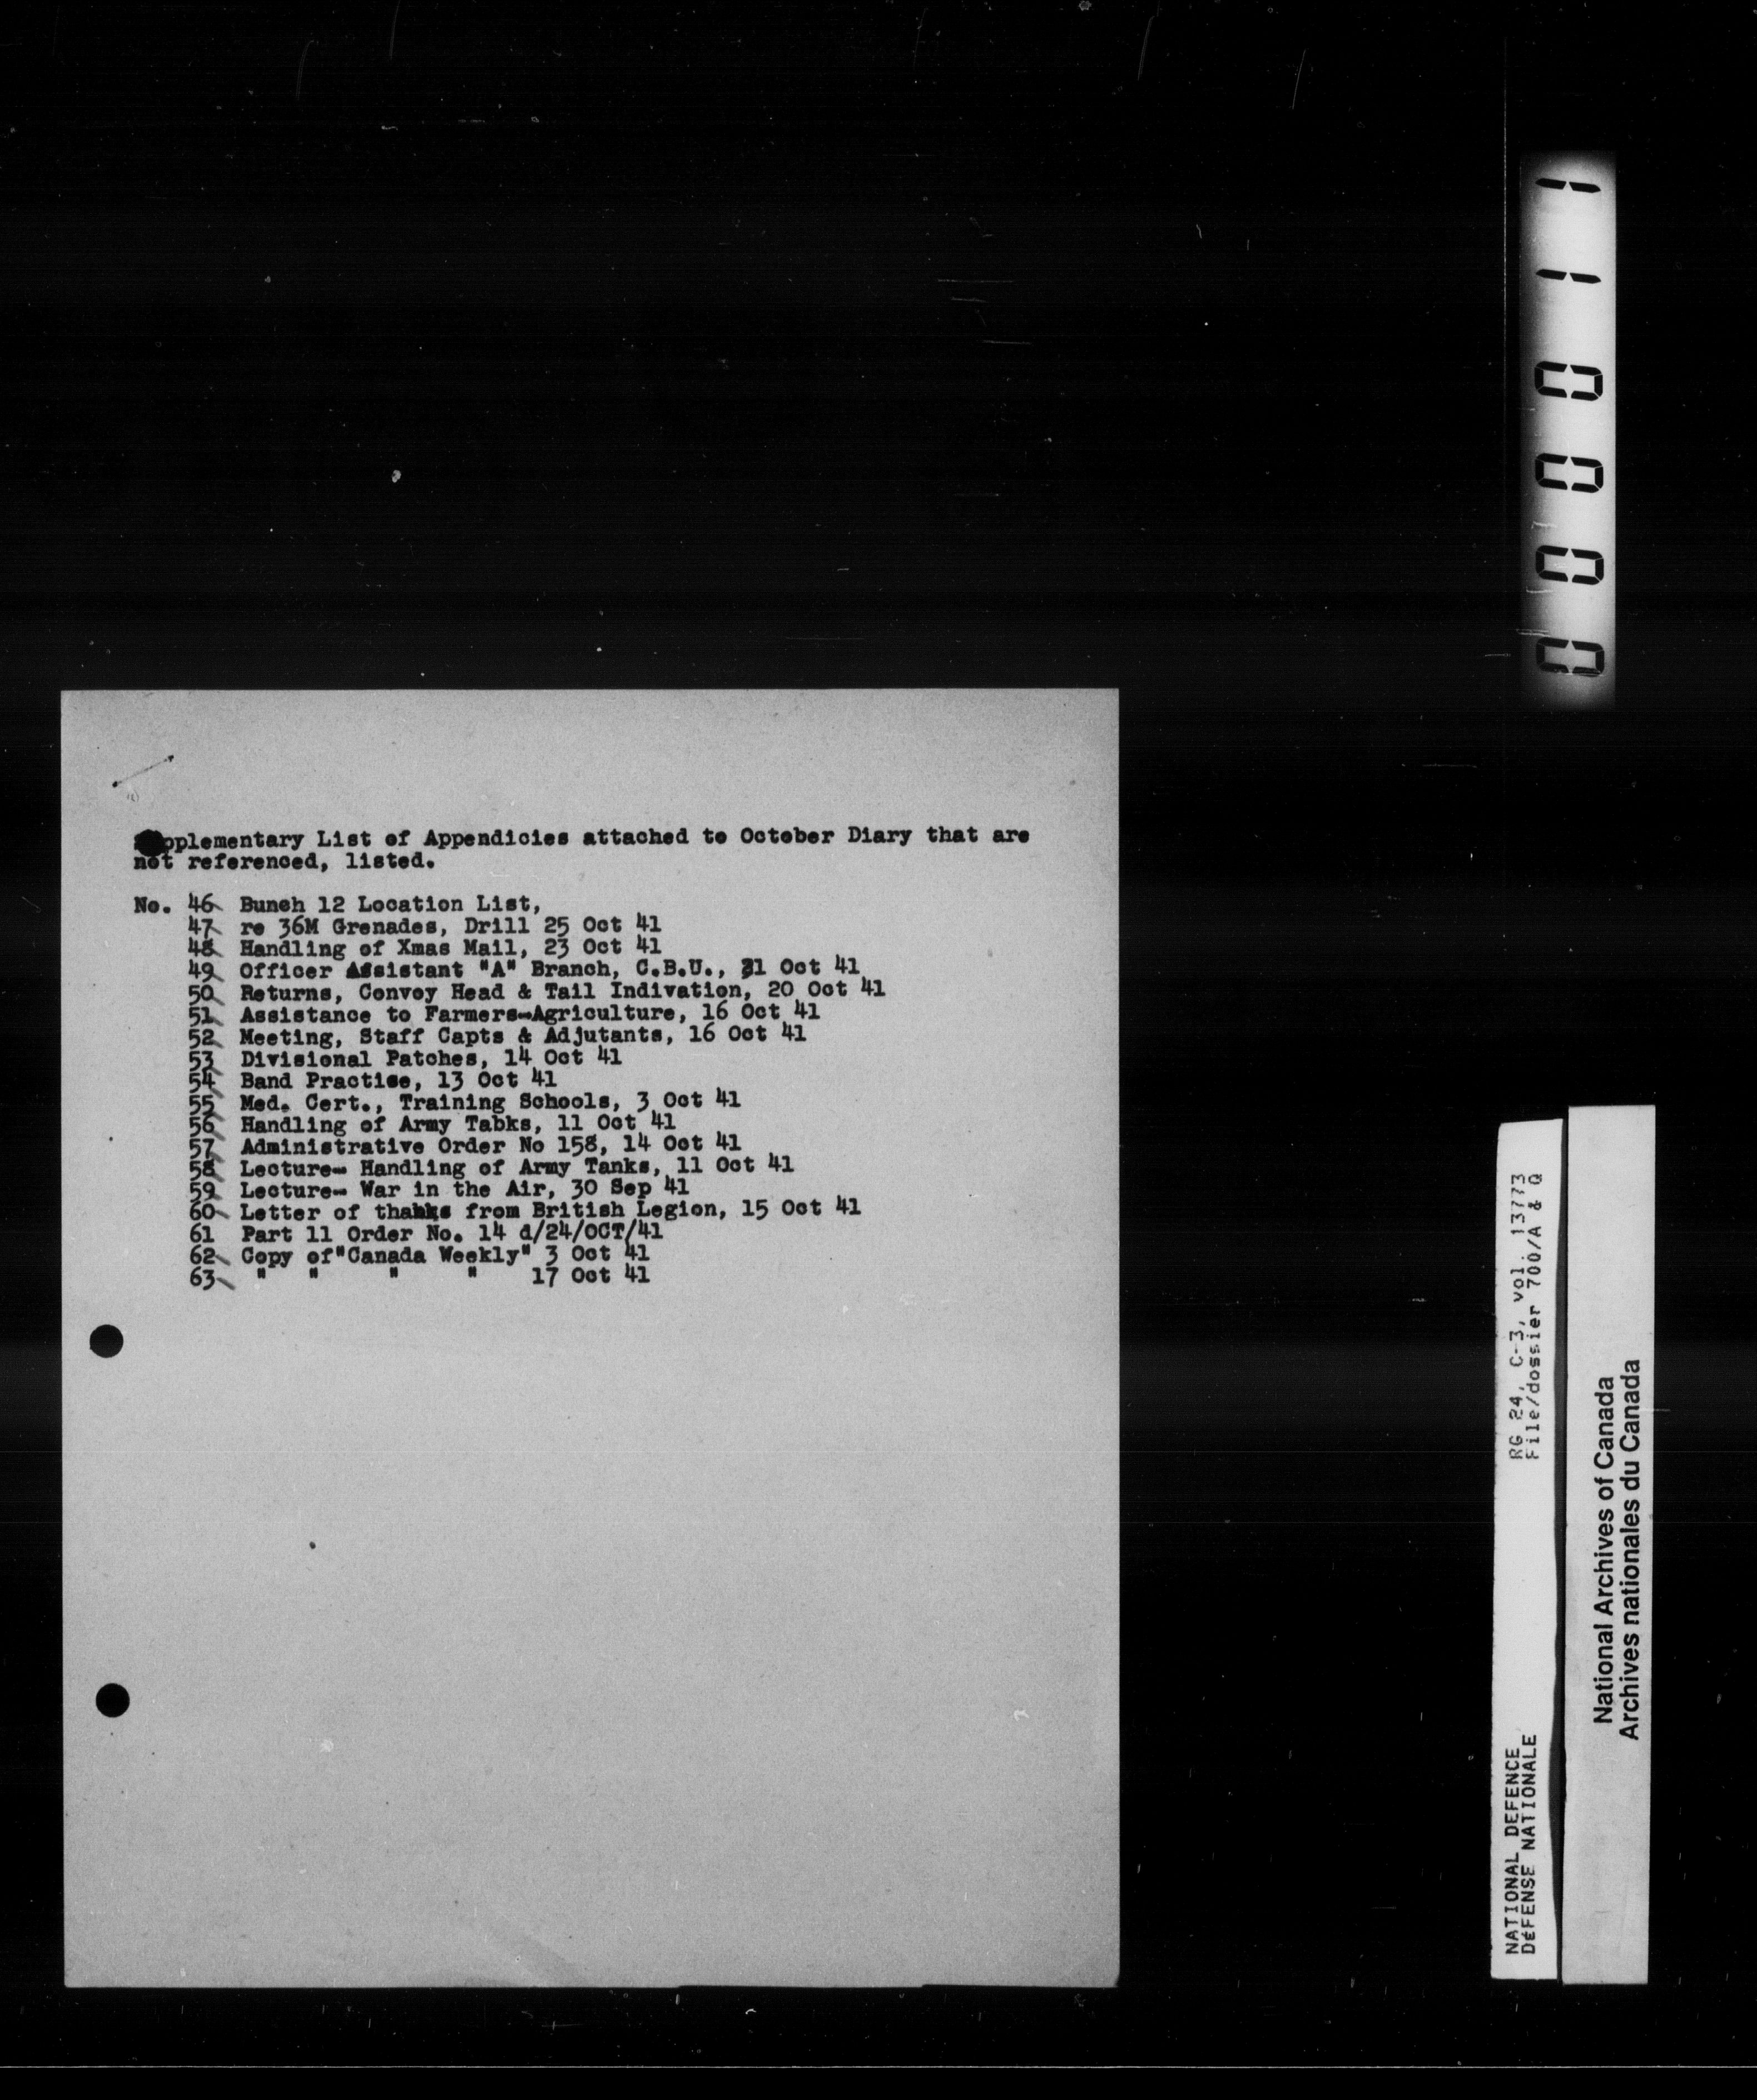 Supplementary List of Appendicies attached to October Diary that are
not referenced, listed.
No. 46 Bunch 12 Location List,
47 re 36M Grenades, Drill 25 Oct 41
48 Handling of Xmas Mail, 23 Oct 41
49 Officer Assistant "A" Branch, C.B.U., 21 Oct 41
50 Returns, Convoy Head & Tail Indivation, 20 Oct 41
51 Assistance to Farmers-Agriculture, 16 Oct 41
52 Meeting, Staff Capts & Adjutants, 16 Oct 41
53 Divisional Patches, 14 Oct 41
54 Band Practise, 13 Oct 41
55 Med. Cert., Training Schools, 3 Oct 41
56 Handling of Army Tabks, 11 Oct 41
57 Administrative Order No 158, 14 Oct 41
58 Lecture- Handling of Army Tanks, 11 Oct 41
59 Lecture- War in the Air, 30 Sep 41
60 Letter of thanks from British Legion, 15 Oct 41
61 Part 11 Order No. 14 d/24/OCT/41
62 Copy of "Canada Weekly" 3 Oct 41
63 " " " " 17 Oct 41
000011
NATIONAL DEFENCE RG 24, C-3, vol. 13773
DéFENSE NATIONALE File/dossier 700/A & Q
National Archives of Canada
Archives nationales du Canada